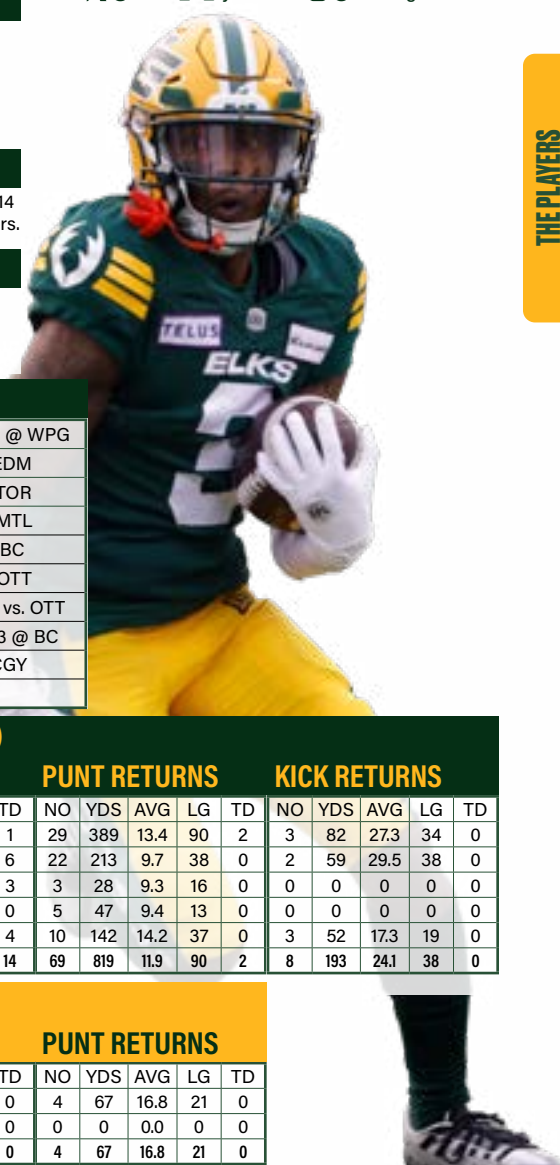 THE PLAYERS
14
rs.
TELUS
ELKS
3
@ WPG
EDM
TOR
MTL
BC
OTT
vs. OTT
3 @ BC
CGY
PUNT RETURNS KICK RETURNS
TD NO YDS AVG LG TD NO YDS AVG LG TD
1 29 389 13.4 90 2 3 82 27.3 34 0
6 22 213 9.7 38 0 2 59 29.5 38 0
3 3 28 9.3 16 0 0 0 0 0 0
0 5 47 9.4 13 0 0 0 0 0 0
4 10 142 14.2 37 0 3 52 17.3 19 0
14 69 819 11.9 90 2 8 193 24.1 38 0
PUNT RETURNS
TD NO YDS AVG LG TD
0 4 67 16.8 21 0
0 0 0 0.0 0 0
0 4 67 16.8 21 0